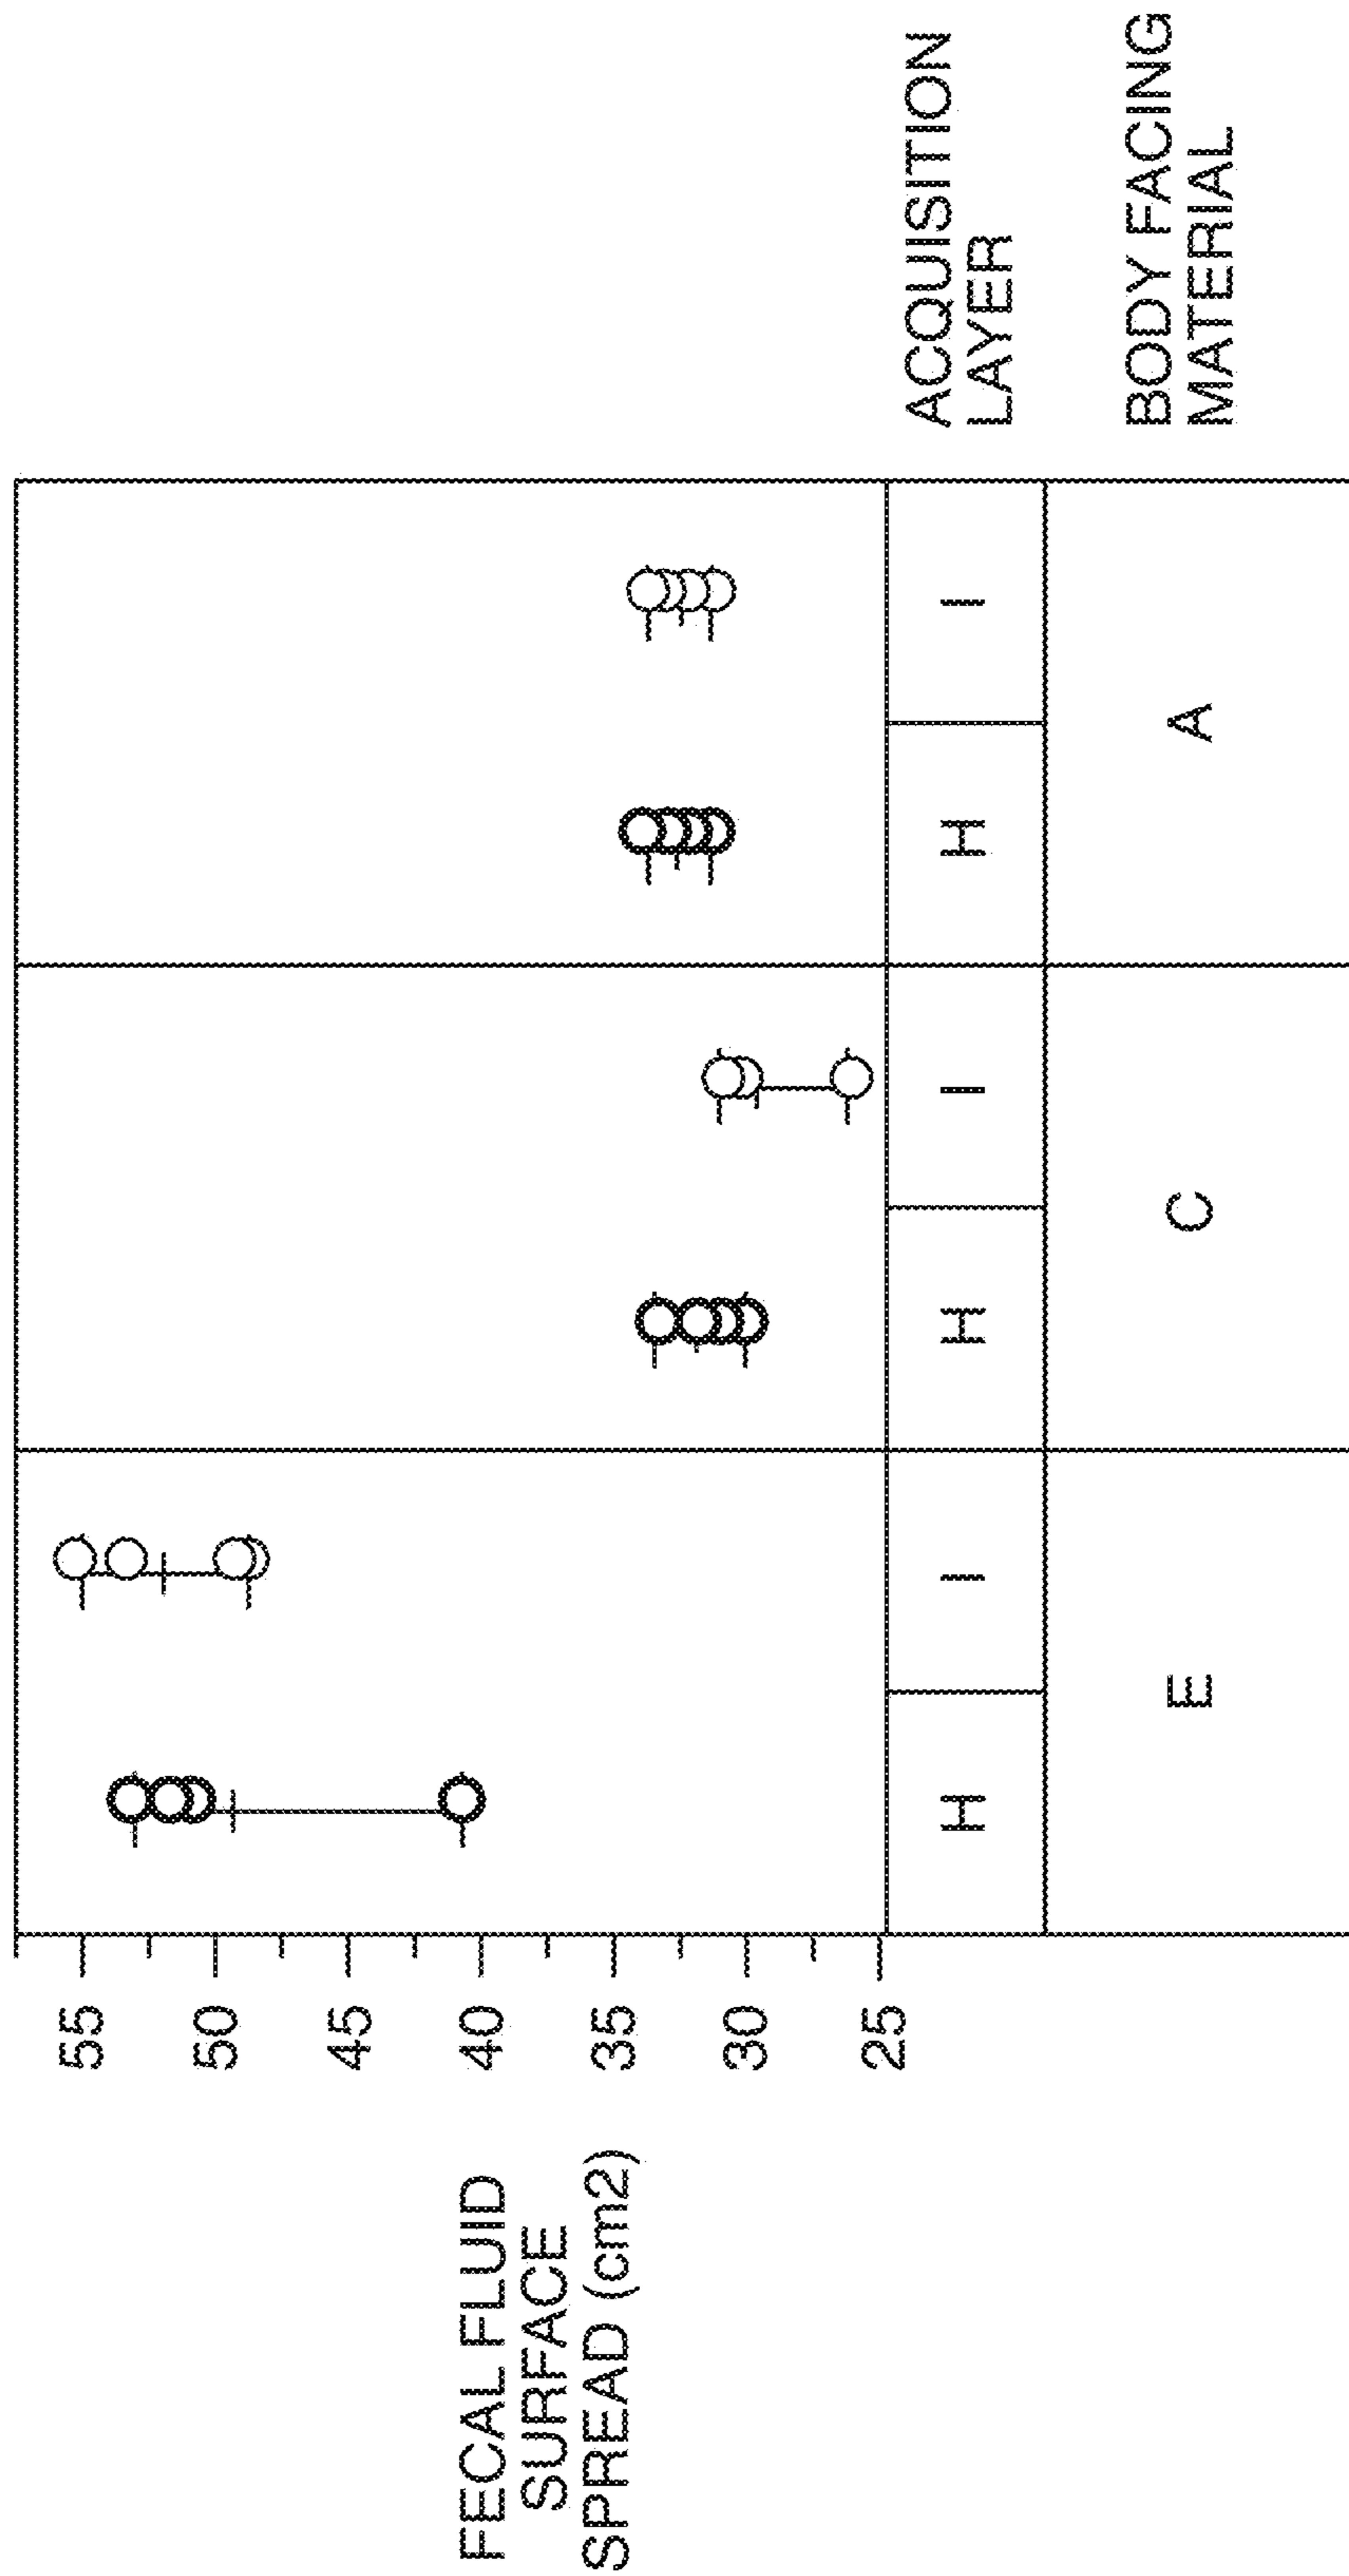 FECAL FLUID
SURFACE
SPREAD (cm2)
55
50
45
40
35
30
25
H I H I H I
ACQUISITION
LAYER
E C A
BODY FACING
MATERIAL